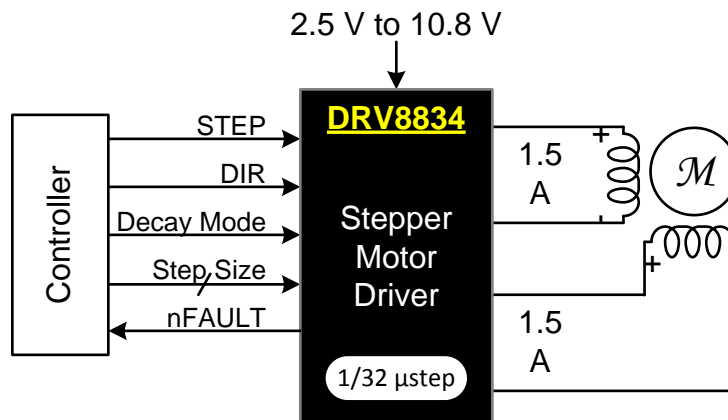 2.5 V to 10.8 V
DRV8834
Controller
STEP
DIR
Decay Mode
Step Size
nFAULT
Stepper
Motor
Driver
1/32 µstep
+
1.5
A
-
M
+
1.5
A